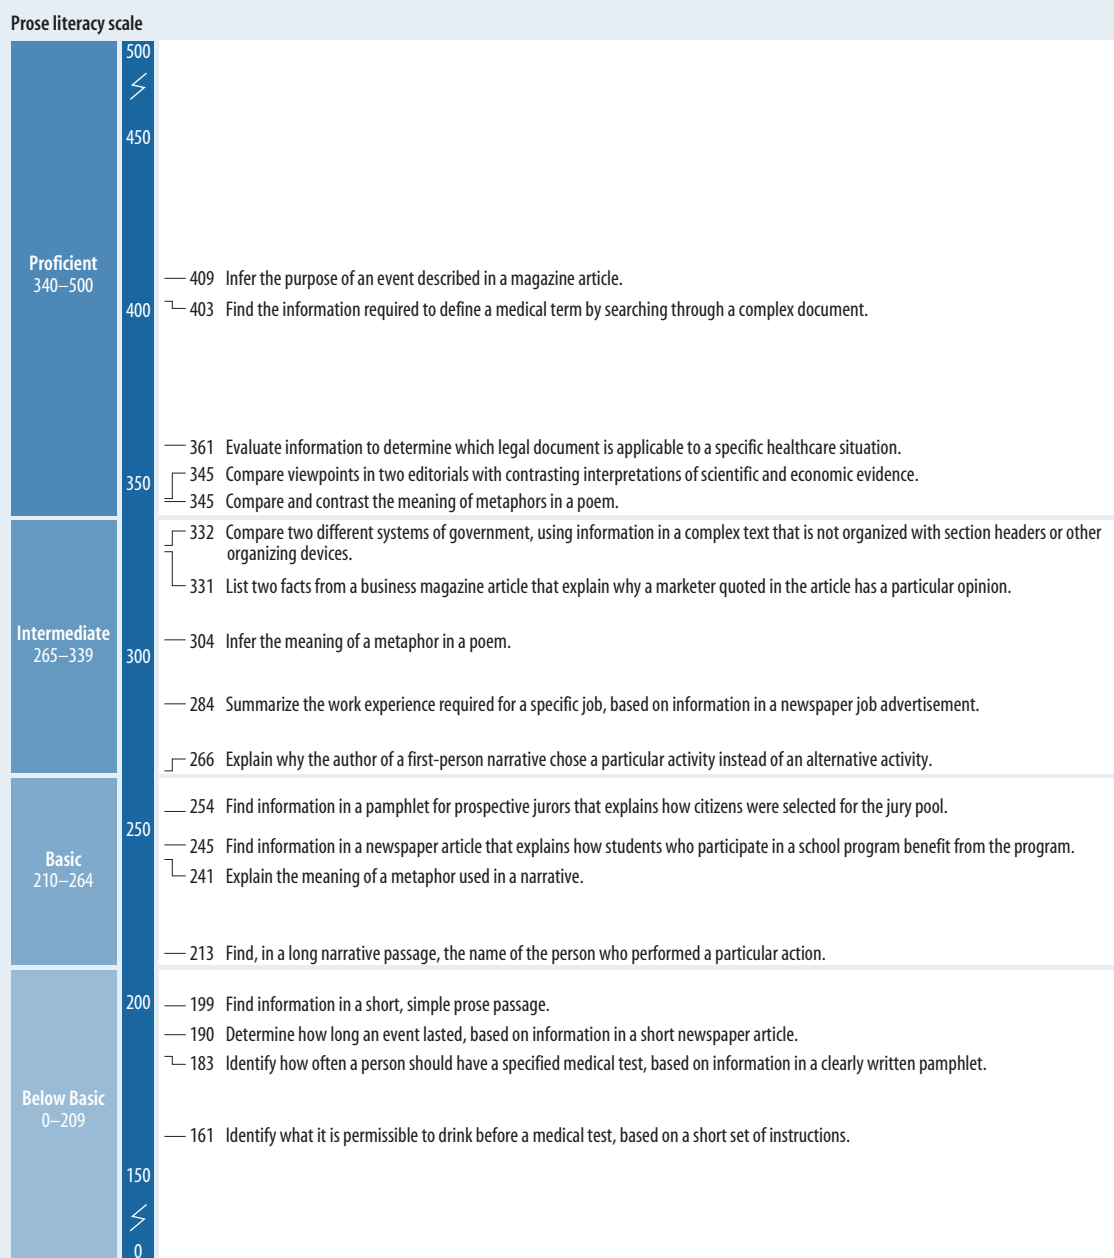 Prose literacy scale
500
450
Proficient
340–500
409 Infer the purpose of an event described in a magazine article.
400
403 Find the information required to define a medical term by searching through a complex document.
361 Evaluate information to determine which legal document is applicable to a specific healthcare situation.
345 Compare viewpoints in two editorials with contrasting interpretations of scientific and economic evidence.
350
345 Compare and contrast the meaning of metaphors in a poem.
332 Compare two different systems of government, using information in a complex text that is not organized with section headers or other
organizing devices.
331 List two facts from a business magazine article that explain why a marketer quoted in the article has a particular opinion.
Intermediate
265–339
304 Infer the meaning of a metaphor in a poem.
300
284 Summarize the work experience required for a specific job, based on information in a newspaper job advertisement.
266 Explain why the author of a first-person narrative chose a particular activity instead of an alternative activity.
254 Find information in a pamphlet for prospective jurors that explains how citizens were selected for the jury pool.
250
245 Find information in a newspaper article that explains how students who participate in a school program benefit from the program.
Basic
210–264
241 Explain the meaning of a metaphor used in a narrative.
213 Find, in a long narrative passage, the name of the person who performed a particular action.
200
199 Find information in a short, simple prose passage.
190 Determine how long an event lasted, based on information in a short newspaper article.
183 Identify how often a person should have a specified medical test, based on information in a clearly written pamphlet.
Below Basic
0–209
161 Identify what it is permissible to drink before a medical test, based on a short set of instructions.
150
0